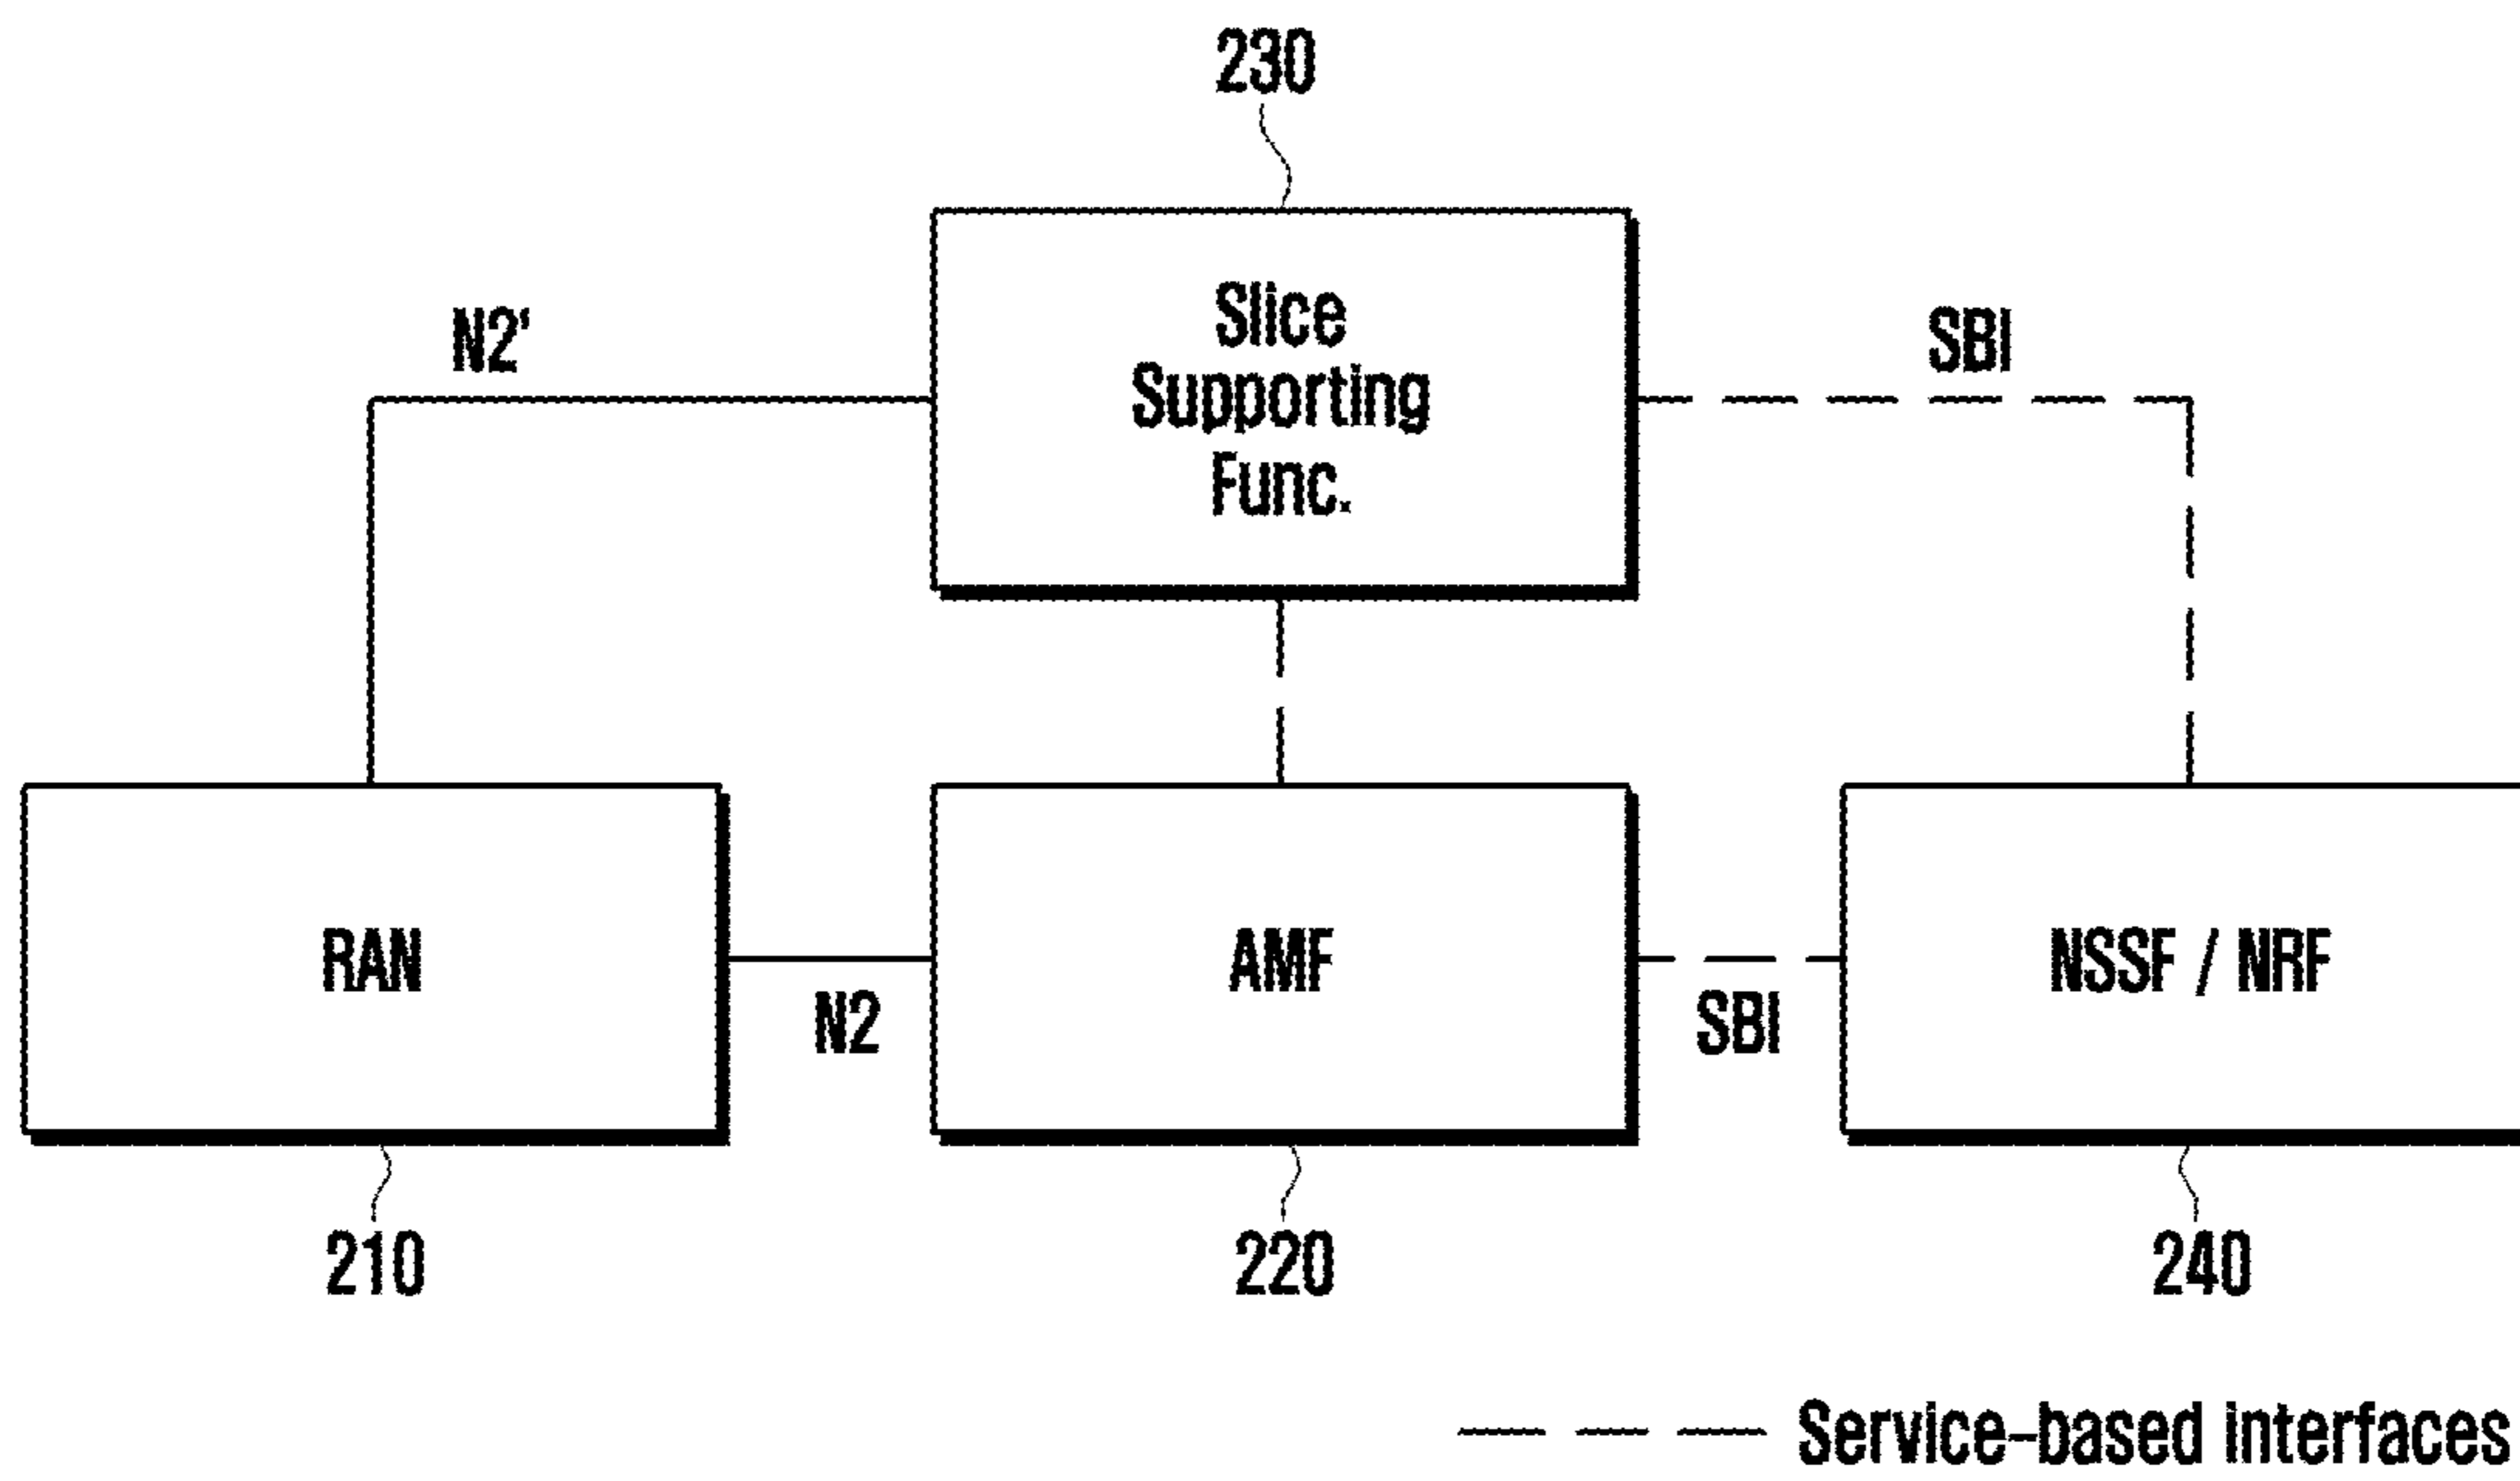 230
N2'
Slice
Supporting
Func.
SBI
RAN
N2
AMF
SBI
NSSF / NRF
210
220
240
Service-based interfaces